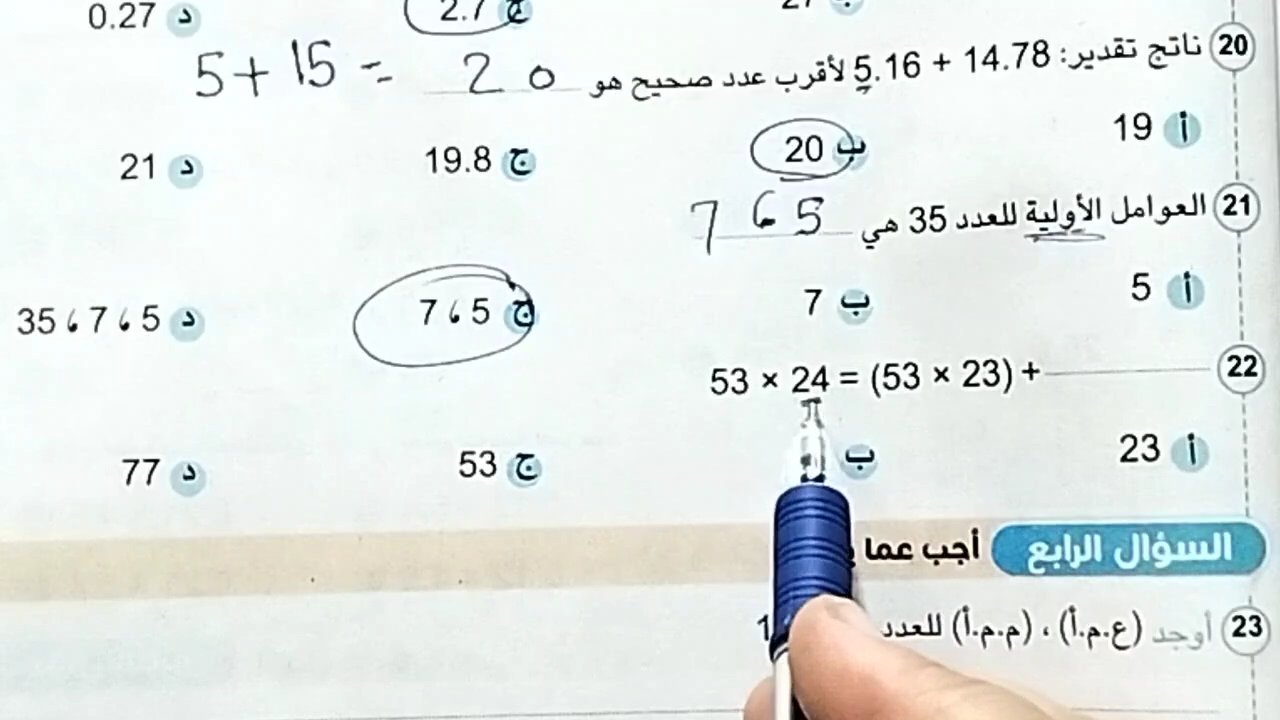 ب 27 ج 2.7 د 0.27
20 ناتج تقدير: 14.78 + 5.16 لأقرب عدد صحيح هو 20 = 15 + 5
أ 19 ب 20 ج 19.8 د 21
21 العوامل الأولية للعدد 35 هي 5 ، 7
أ 5 ب 7 ج 5 ، 7 د 5 ، 7 ، 35
22 53 × 24 = (53 × 23) +
أ 23 ب ج 53 د 77
السؤال الرابع أجب عما
23 أوجد (ع.م.أ) ، (م.م.أ) للعدد